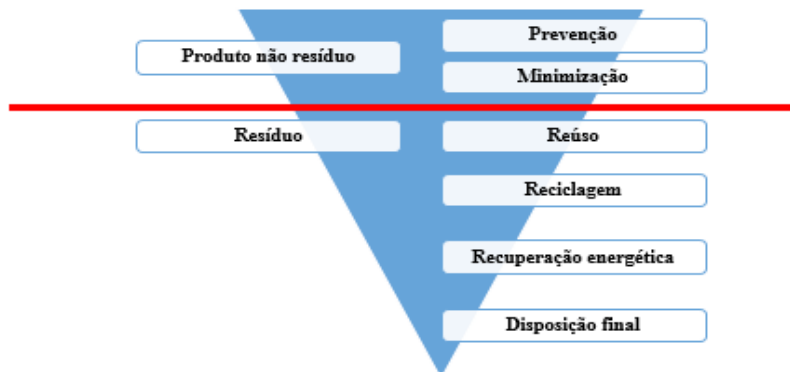 Produto não resíduo
Prevenção
Minimização
Resíduo
Reúso
Reciclagem
Recuperação energética
Disposição final